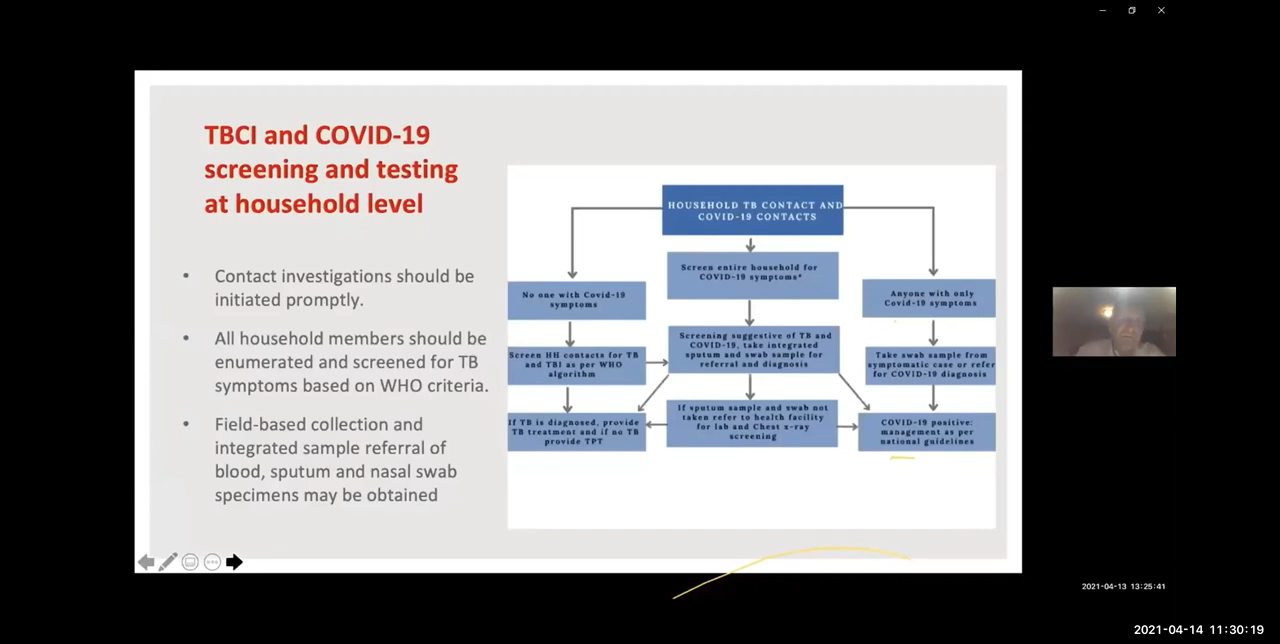 TBCI and COVID-19
screening and testing
at household level
• Contact investigations should be
initiated promptly.
• All household members should be
enumerated and screened for TB
symptoms based on WHO criteria.
• Field-based collection and
integrated sample referral of
blood, sputum and nasal swab
specimens may be obtained
HOUSEHOLD TB CONTACT AND
COVID-19 CONTACTS
Screen entire household for
COVID-19 symptoms*
No one with Covid-19
symptoms
Anyone with only
Covid-19 symptoms
Screening suggestive of TB and
COVID-19, take integrated
sputum and swab sample for
referral and diagnosis
Screen HH contacts for TB
and TBI as per WHO
algorithm
Take swab sample from
symptomatic case or refer
for COVID-19 diagnosis
If TB is diagnosed, provide
TB treatment and if no TB
provide TPT
If sputum sample and swab not
taken refer to health facility
for lab and Chest x-ray
screening
COVID-19 positive:
management as per
national guidelines
2021-04-13 13:25:41
2021-04-14 11:30:19